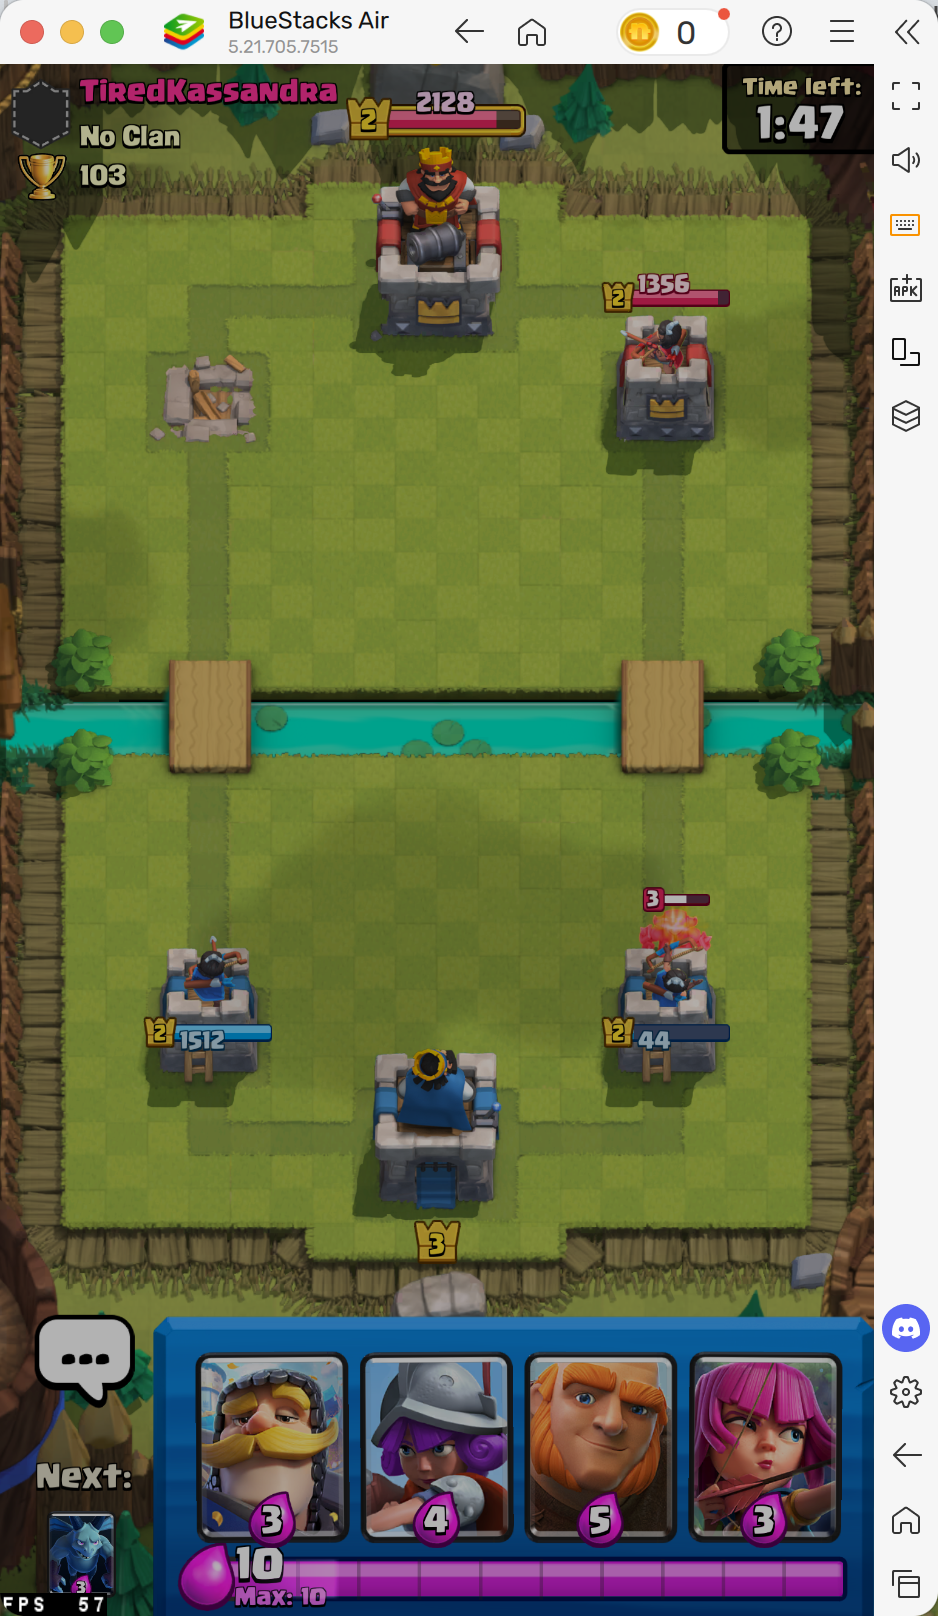 BlueStacks Air
5.21.705.7515
0
TiredKassandra
No Clan
103
2
2128
Time left:
1:47
2
1356
APK
3
2
1512
2
44
3
...
Next:
3
3
4
5
3
10
Max: 10
FPS 57